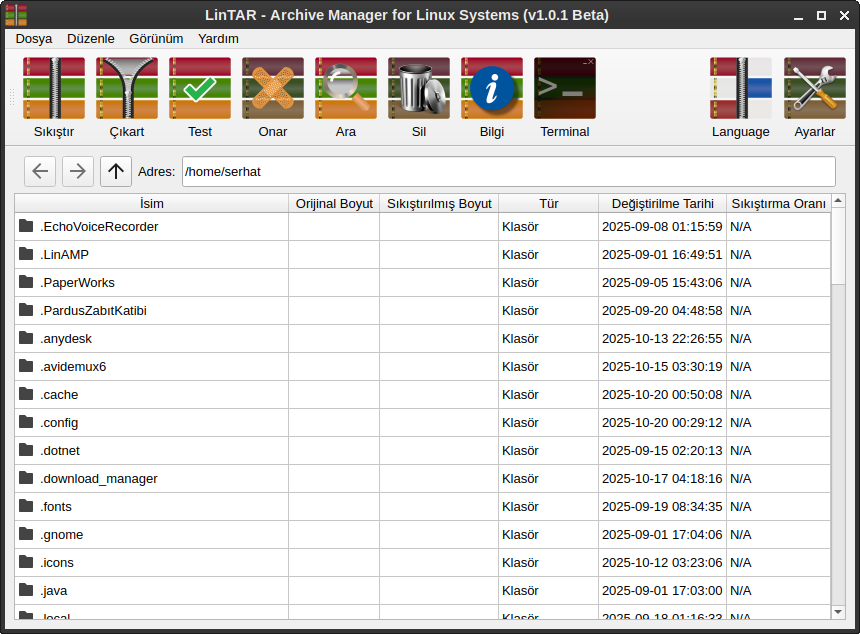 LinTAR - Archive Manager for Linux Systems (v1.0.1 Beta)
Dosya Düzenle Görünüm Yardım
Sıkıştır Çıkart Test Onar Ara Sil Bilgi Terminal Language Ayarlar
Adres: /home/serhat
İsim Orijinal Boyut Sıkıştırılmış Boyut Tür Değiştirilme Tarihi Sıkıştırma Oranı
.EchoVoiceRecorder Klasör 2025-09-08 01:15:59 N/A
.LinAMP Klasör 2025-09-01 16:49:51 N/A
.PaperWorks Klasör 2025-09-05 15:43:06 N/A
.PardusZabıtKatibi Klasör 2025-09-20 04:48:58 N/A
.anydesk Klasör 2025-10-13 22:26:55 N/A
.avidemux6 Klasör 2025-10-15 03:30:19 N/A
.cache Klasör 2025-10-20 00:50:08 N/A
.config Klasör 2025-10-20 00:29:12 N/A
.dotnet Klasör 2025-09-15 02:20:13 N/A
.download_manager Klasör 2025-10-17 04:18:16 N/A
.fonts Klasör 2025-09-19 08:34:35 N/A
.gnome Klasör 2025-09-01 17:04:06 N/A
.icons Klasör 2025-10-12 03:23:06 N/A
.java Klasör 2025-09-01 17:03:00 N/A
.local Klasör 2025-09-18 01:16:33 N/A